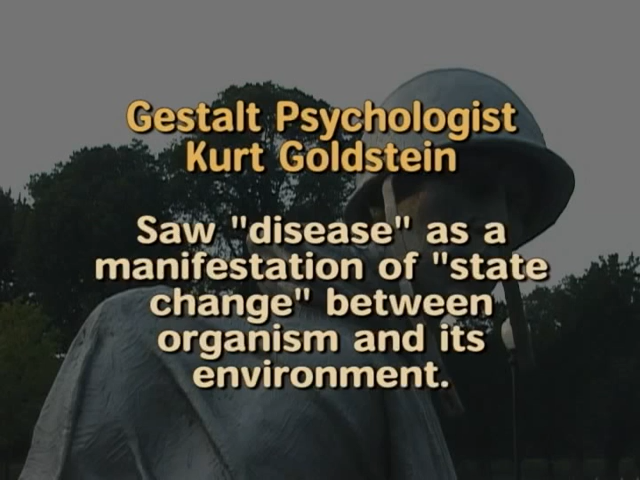 Gestalt Psychologist
Kurt Goldstein
Saw "disease" as a
manifestation of "state
change" between
organism and its
environment.